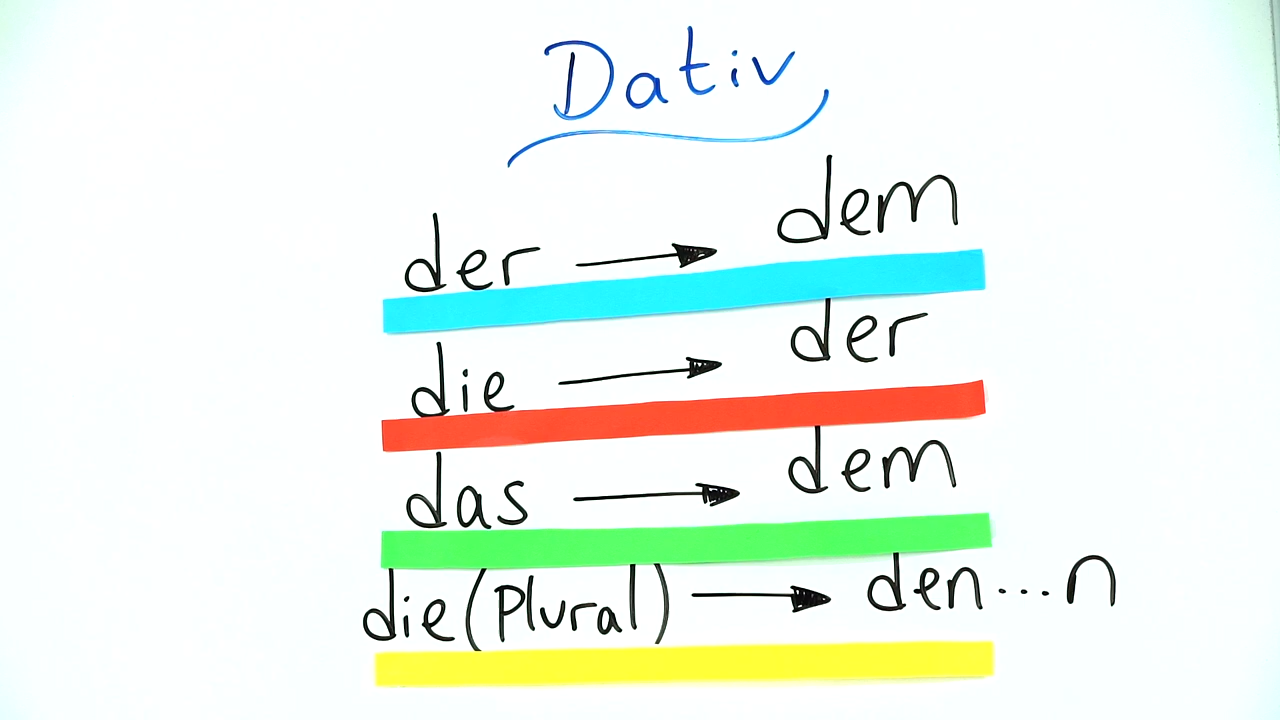 Dativ
der → dem
die → der
das → dem
die (Plural) → den...n